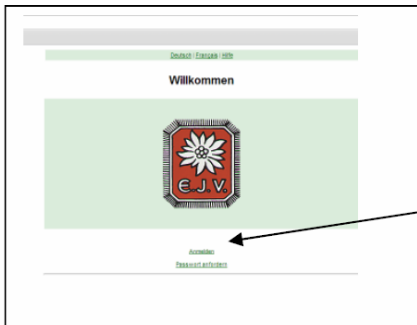 Deutsch | Français | Hilfe
Willkommen
E.J.V.
Anmelden
Passwort anfordern